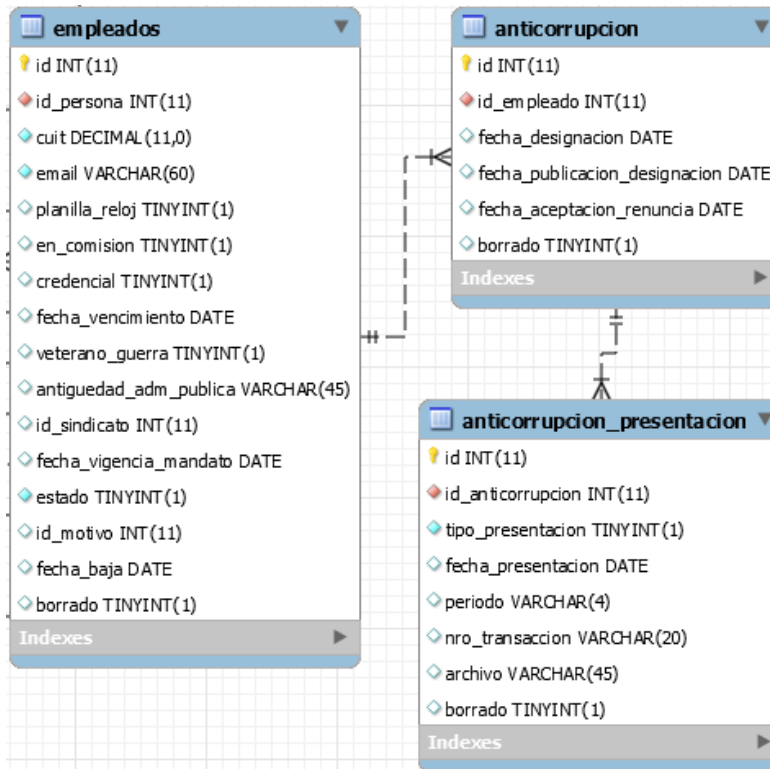 empleados
id INT(11)
id_persona INT(11)
cuit DECIMAL(11,0)
email VARCHAR(60)
planilla_reloj TINYINT(1)
en_comision TINYINT(1)
credencial TINYINT(1)
fecha_vencimiento DATE
veterano_guerra TINYINT(1)
antiguedad_adm_publica VARCHAR(45)
id_sindicato INT(11)
fecha_vigencia_mandato DATE
estado TINYINT(1)
id_motivo INT(11)
fecha_baja DATE
borrado TINYINT(1)
Indexes
anticorrupcion
id INT(11)
id_empleado INT(11)
fecha_designacion DATE
fecha_publicacion_designacion DATE
fecha_aceptacion_renuncia DATE
borrado TINYINT(1)
Indexes
anticorrupcion_presentacion
id INT(11)
id_anticorrupcion INT(11)
tipo_presentacion TINYINT(1)
fecha_presentacion DATE
periodo VARCHAR(4)
nro_transaccion VARCHAR(20)
archivo VARCHAR(45)
borrado TINYINT(1)
Indexes